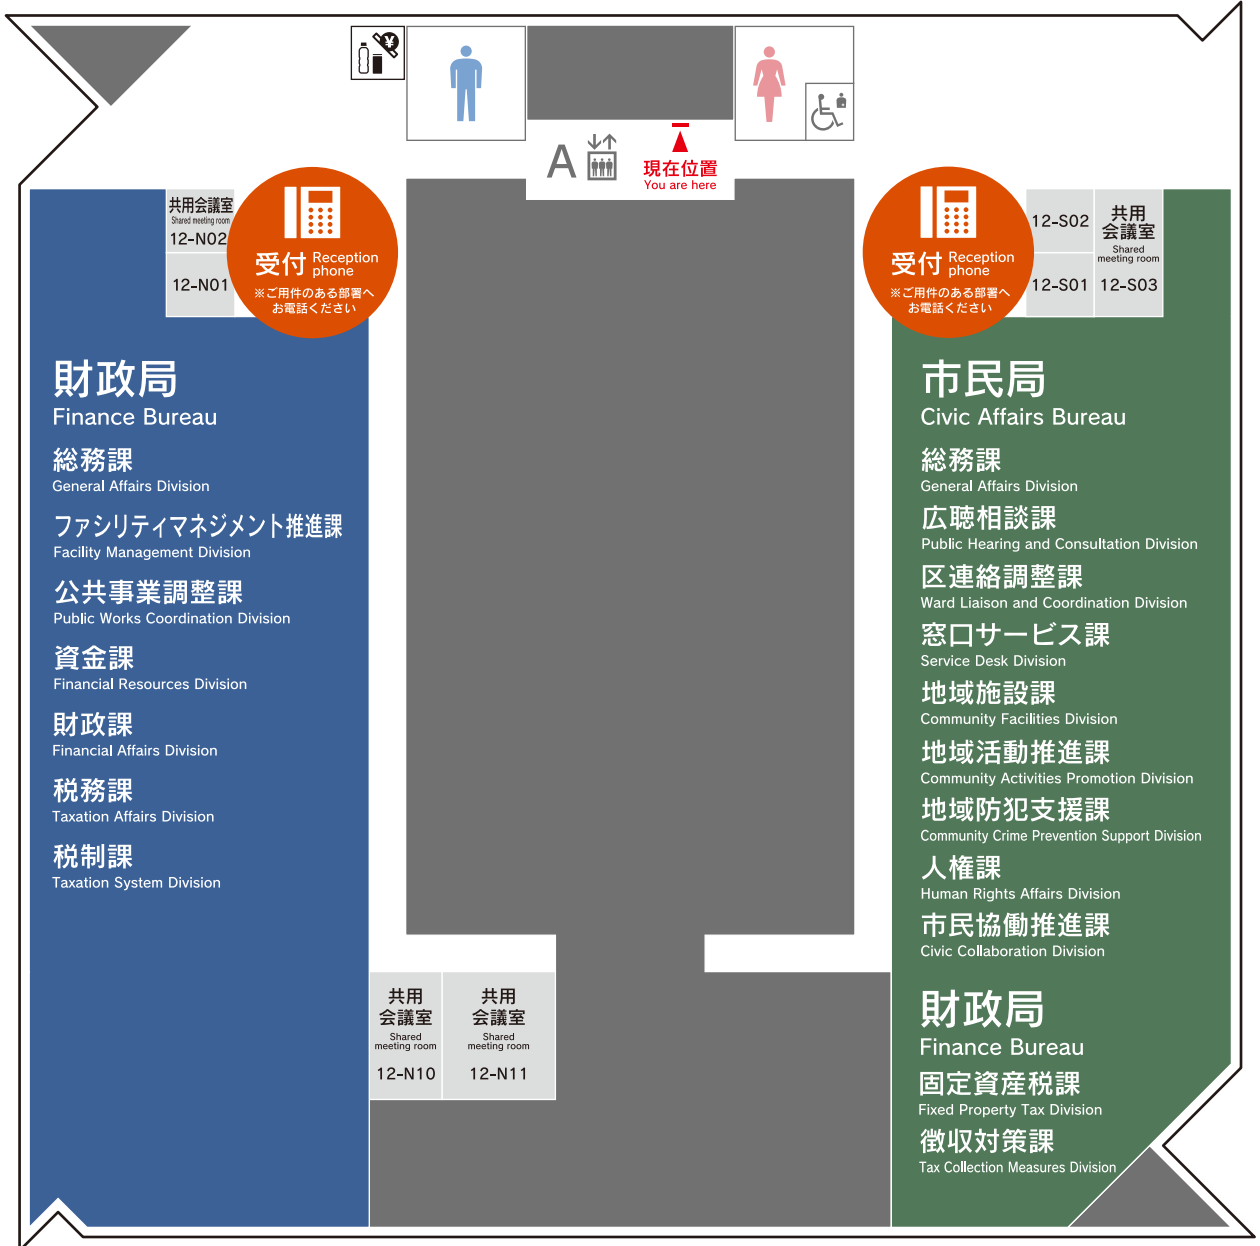 ¥
A
現在位置
You are here
共用会議室
Shared meeting room
12-N02
12-N01
受付 Reception phone
※ご用件のある部署へ
お電話ください
受付 Reception phone
※ご用件のある部署へ
お電話ください
12-S02
12-S01
共用
会議室
Shared
meeting room
12-S03
財政局
Finance Bureau
総務課
General Affairs Division
ファシリティマネジメント推進課
Facility Management Division
公共事業調整課
Public Works Coordination Division
資金課
Financial Resources Division
財政課
Financial Affairs Division
税務課
Taxation Affairs Division
税制課
Taxation System Division
共用
会議室
Shared
meeting room
12-N10
共用
会議室
Shared
meeting room
12-N11
市民局
Civic Affairs Bureau
総務課
General Affairs Division
広聴相談課
Public Hearing and Consultation Division
区連絡調整課
Ward Liaison and Coordination Division
窓口サービス課
Service Desk Division
地域施設課
Community Facilities Division
地域活動推進課
Community Activities Promotion Division
地域防犯支援課
Community Crime Prevention Support Division
人権課
Human Rights Affairs Division
市民協働推進課
Civic Collaboration Division
財政局
Finance Bureau
固定資産税課
Fixed Property Tax Division
徴収対策課
Tax Collection Measures Division